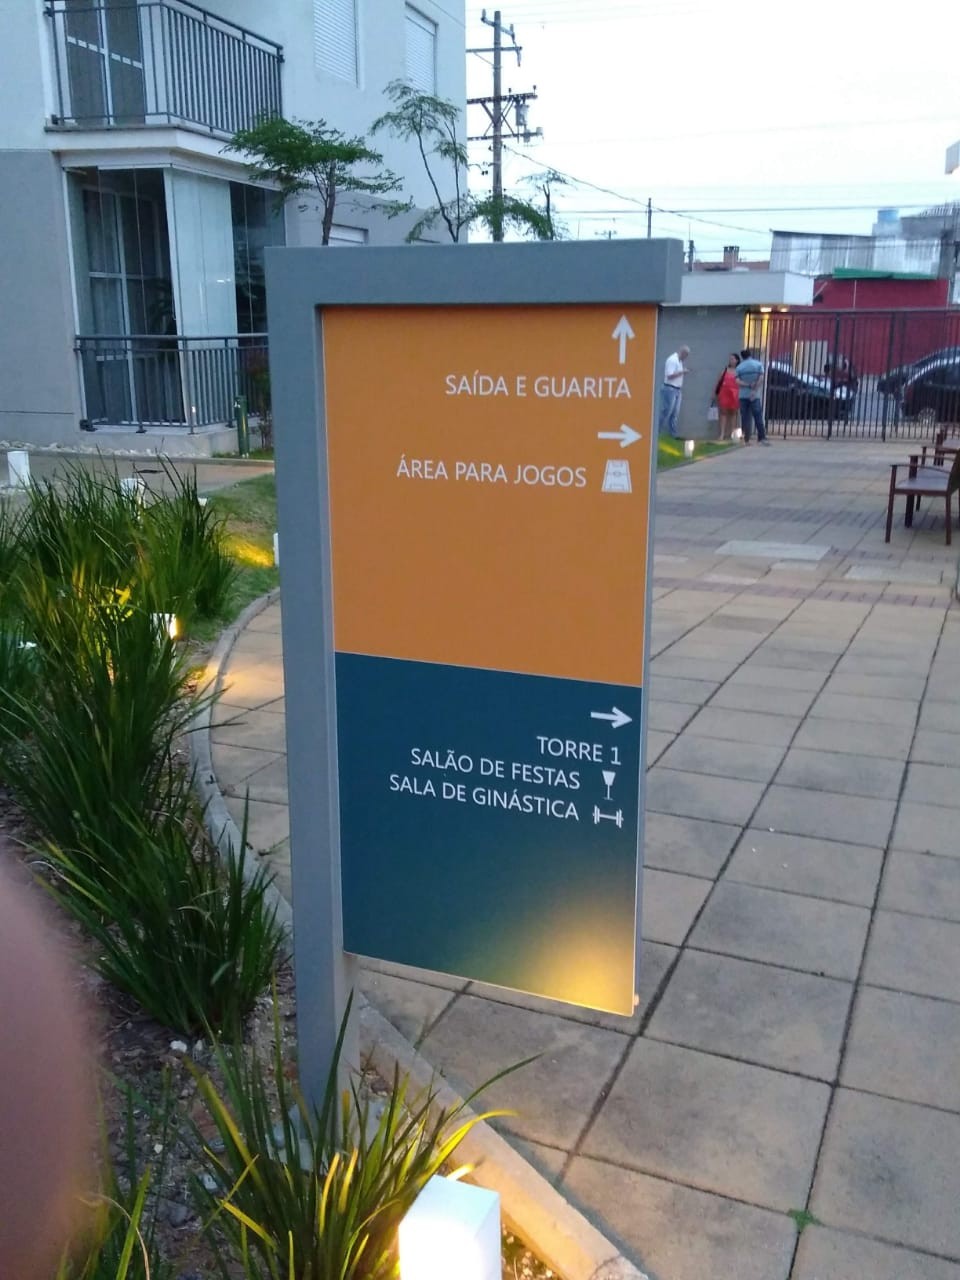 SAÍDA E GUARITA
ÁREA PARA JOGOS
TORRE 1
SALÃO DE FESTAS
SALA DE GINÁSTICA